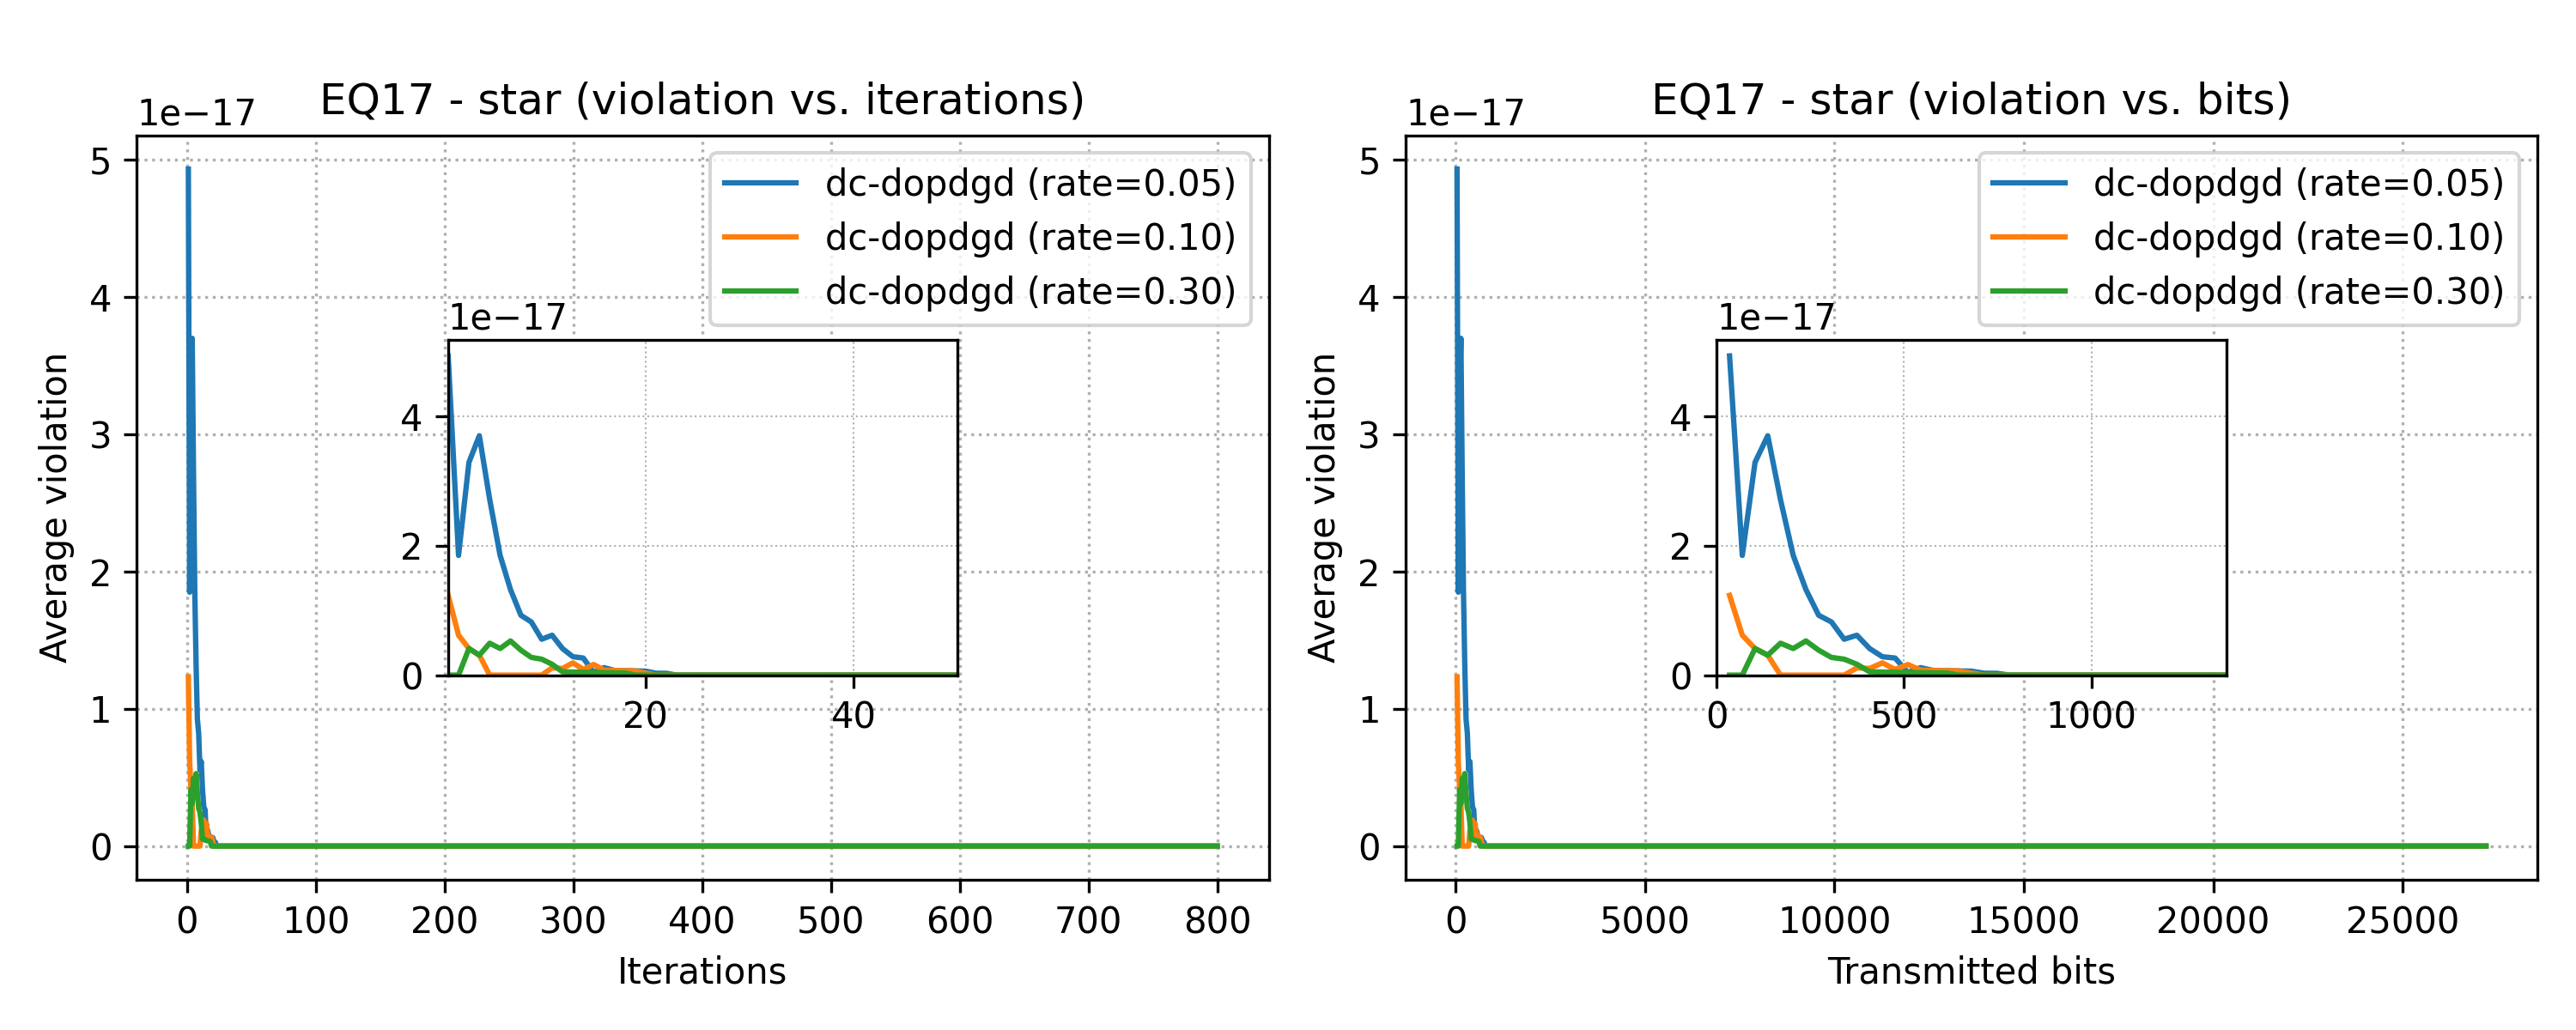 EQ17 - star (violation vs. iterations)
1e−17
5
4
3
2
1
0
Average violation
dc-dopdgd (rate=0.05)
dc-dopdgd (rate=0.10)
dc-dopdgd (rate=0.30)
1e−17
4
2
0
20 40
0 100 200 300 400 500 600 700 800
Iterations
EQ17 - star (violation vs. bits)
1e−17
5
4
3
2
1
0
Average violation
dc-dopdgd (rate=0.05)
dc-dopdgd (rate=0.10)
dc-dopdgd (rate=0.30)
1e−17
4
2
0
0 500 1000
0 5000 10000 15000 20000 25000
Transmitted bits